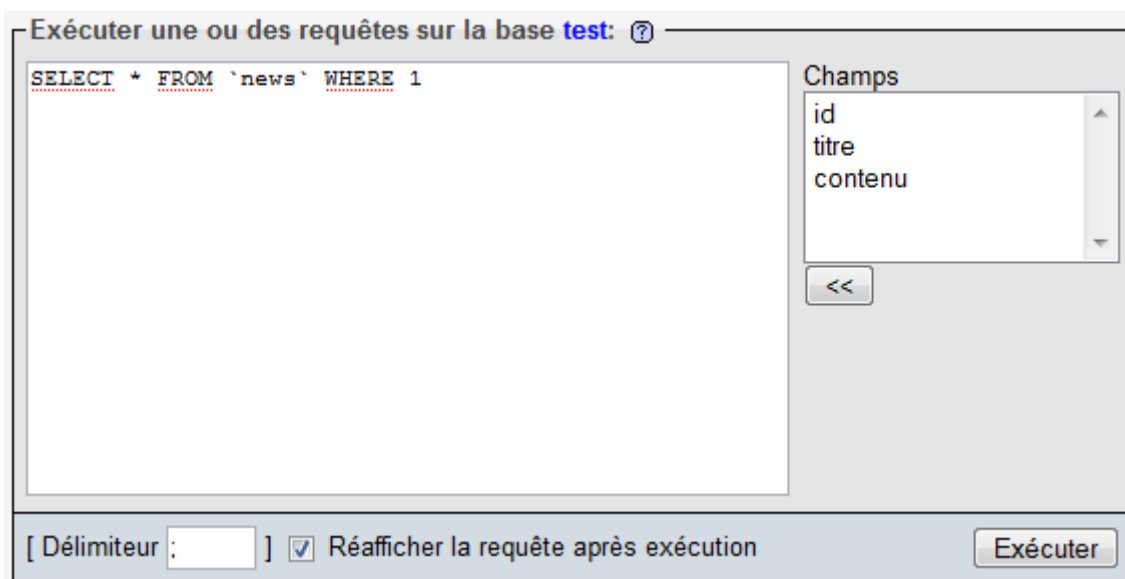 Exécuter une ou des requêtes sur la base test: ?
SELECT * FROM `news` WHERE 1
Champs
id
titre
contenu
<<
[ Délimiteur ; ] Réafficher la requête après exécution
Exécuter